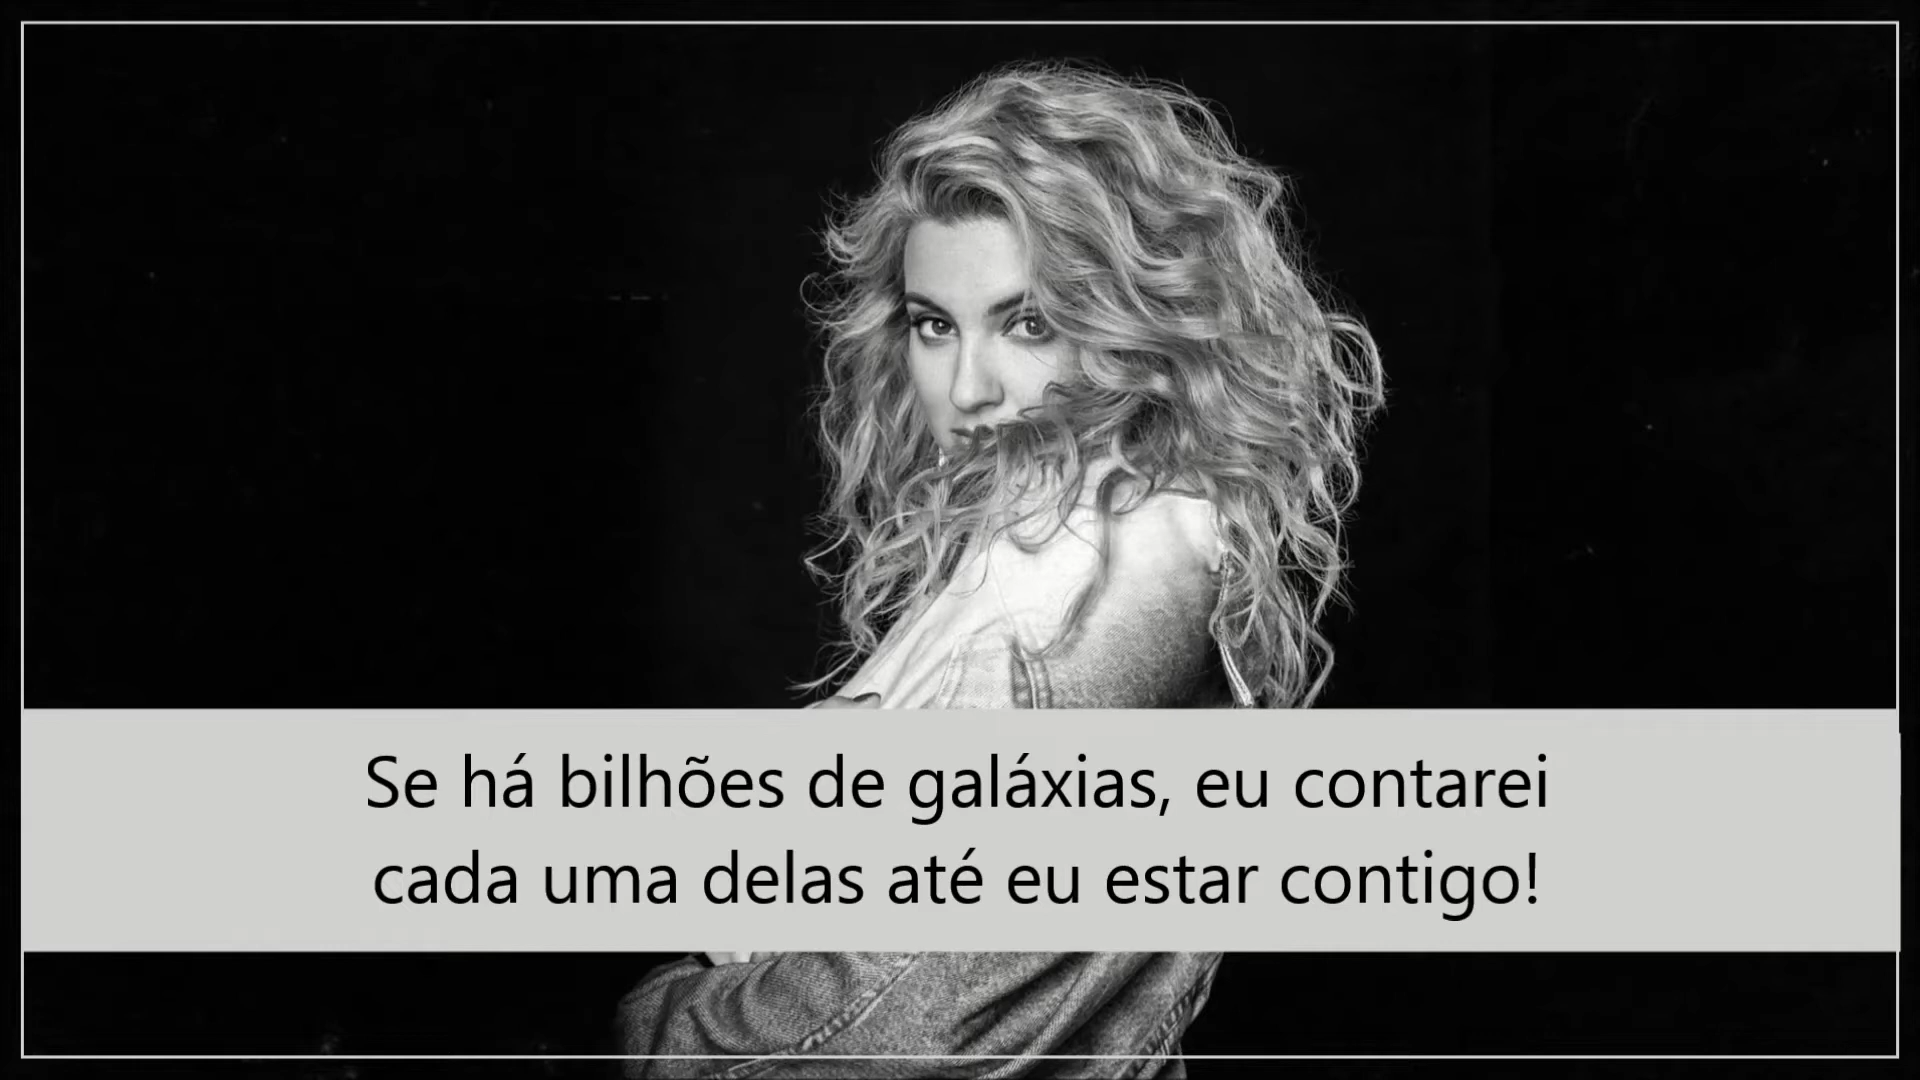 Se há bilhões de galáxias, eu contarei
cada uma delas até eu estar contigo!